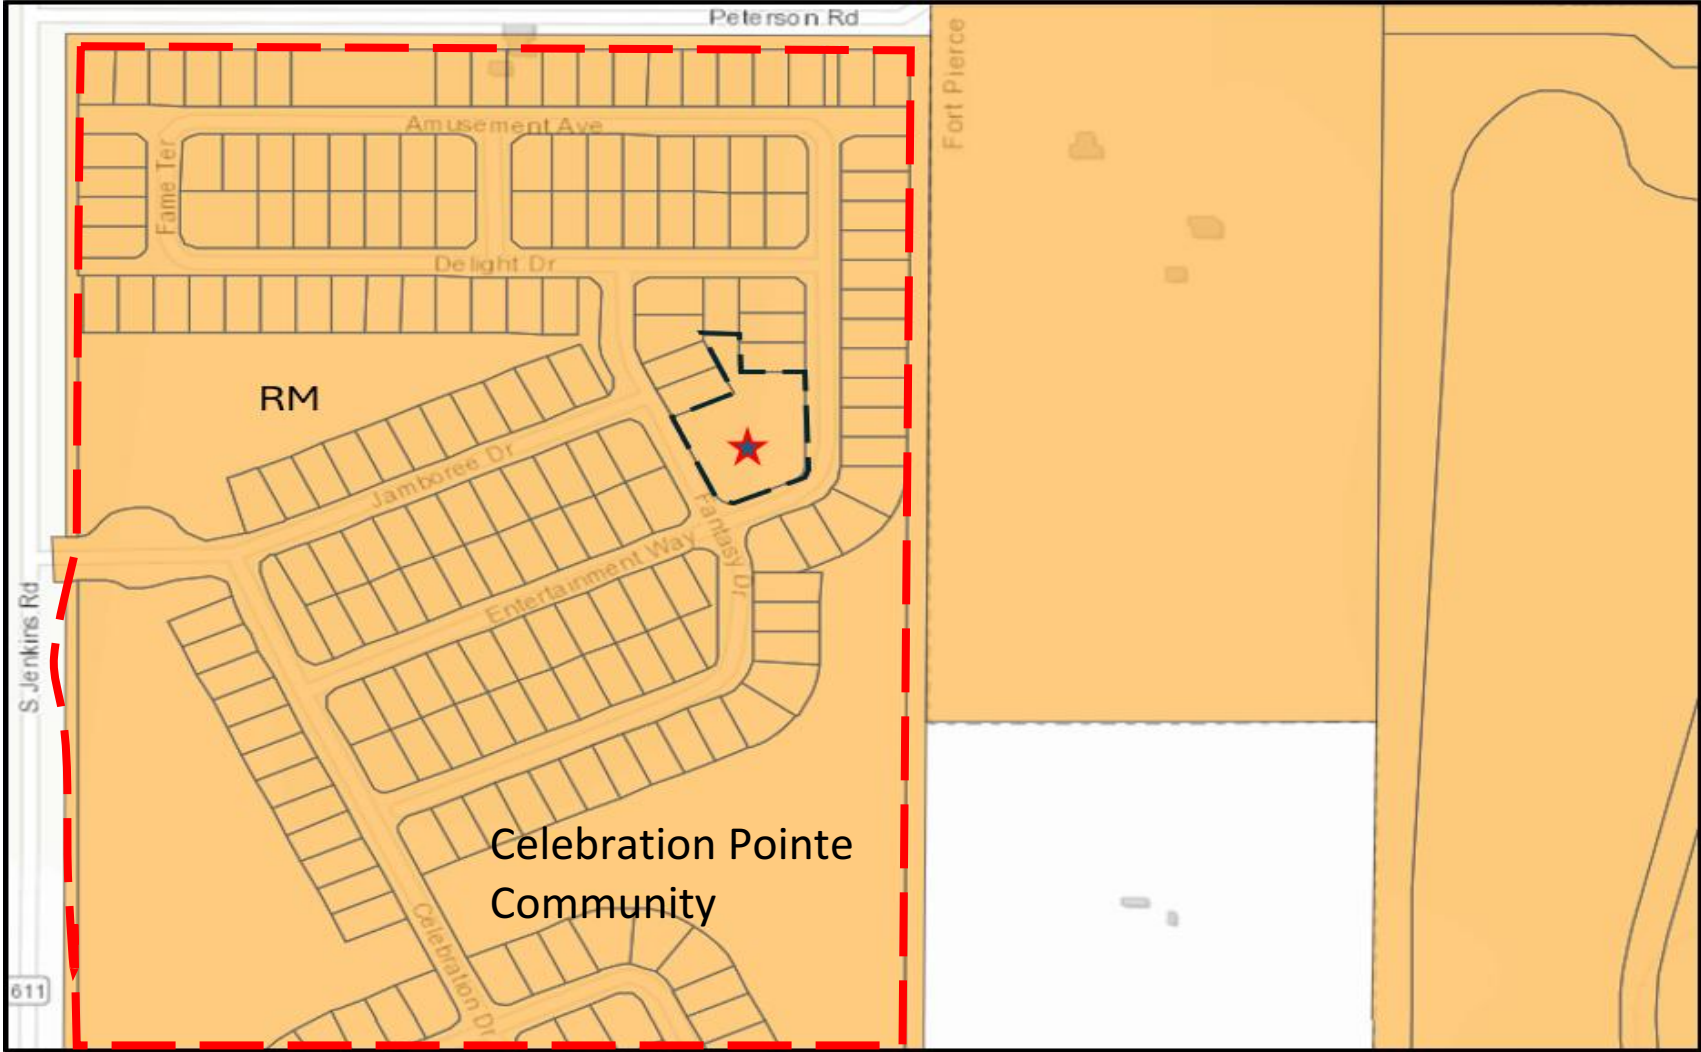 Peterson Rd
Fort Pierce
Amusement Ave
Fame Ter
Delight Dr
RM
Jamboree Dr
Fantasy Dr
Entertainment Way
S Jenkins Rd
Celebration Pointe
Community
Celebration Dr
611